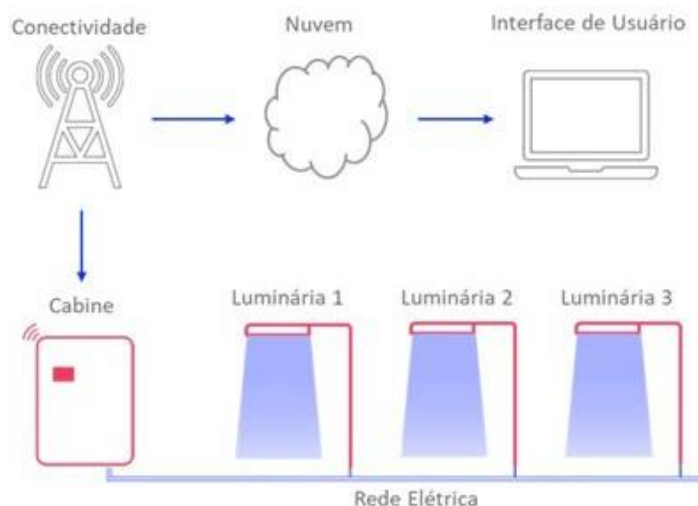 Conectividade
Nuvem
Interface de Usuário
Cabine
Luminária 1
Luminária 2
Luminária 3
Rede Elétrica